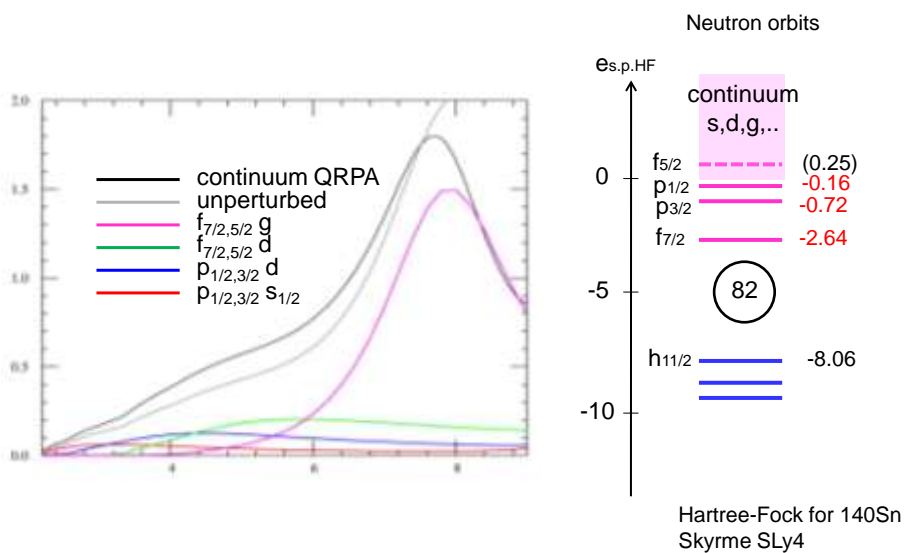 Neutron orbits
e s.p.HF
continuum
s,d,g,..
f5/2 (0.25)
0
p1/2 -0.16
p3/2 -0.72
f7/2 -2.64
-5
82
h11/2 -8.06
-10
Hartree-Fock for 140Sn
Skyrme SLy4
2.0
1.5
1.0
0.5
0.0
4 6 8
continuum QRPA
unperturbed
f7/2,5/2 g
f7/2,5/2 d
p1/2,3/2 d
p1/2,3/2 s1/2